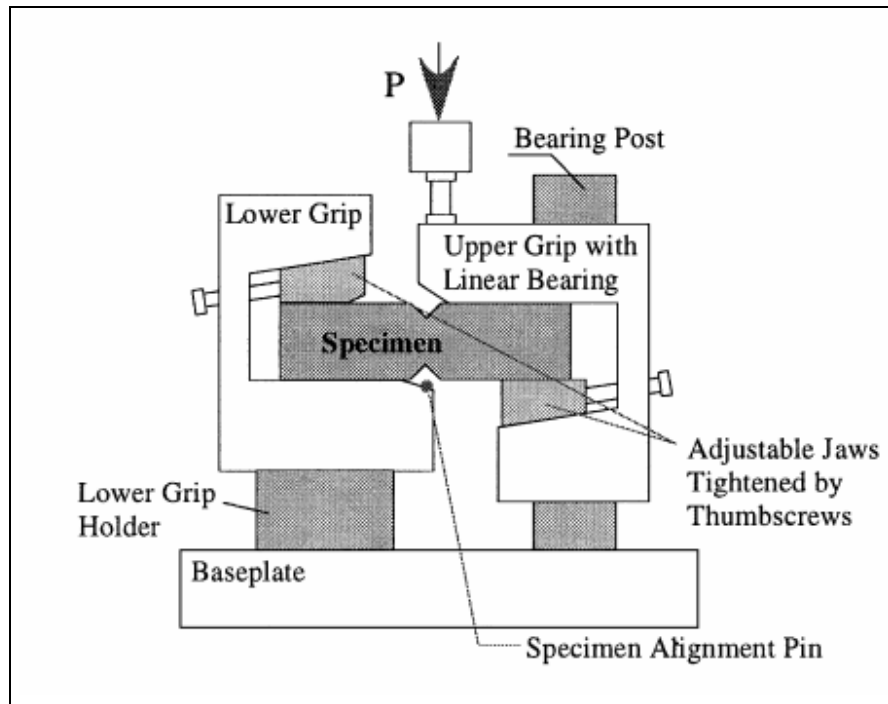 P
Bearing Post
Lower Grip
Upper Grip with
Linear Bearing
Specimen
Adjustable Jaws
Tightened by
Thumbscrews
Lower Grip
Holder
Baseplate
Specimen Alignment Pin